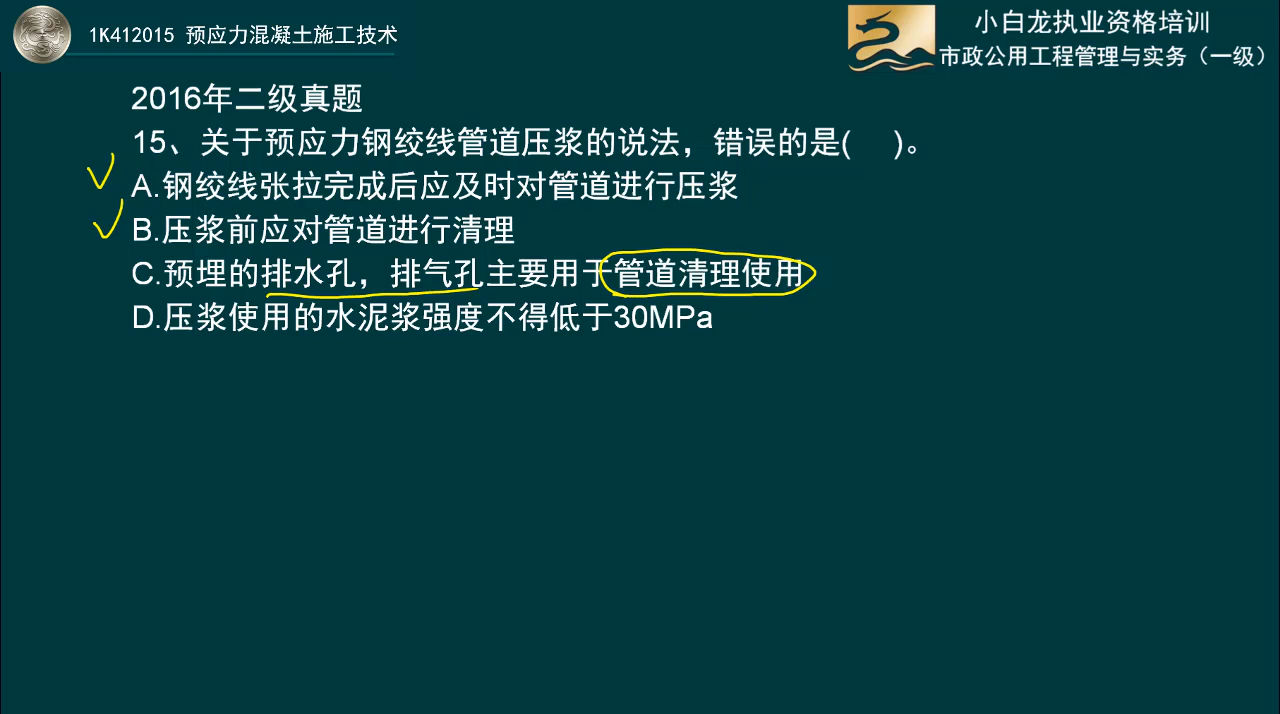 1K412015 预应力混凝土施工技术
小白龙执业资格培训
市政公用工程管理与实务（一级）
2016年二级真题
15、关于预应力钢绞线管道压浆的说法，错误的是(    )。
A.钢绞线张拉完成后应及时对管道进行压浆
B.压浆前应对管道进行清理
C.预埋的排水孔，排气孔主要用于管道清理使用
D.压浆使用的水泥浆强度不得低于30MPa